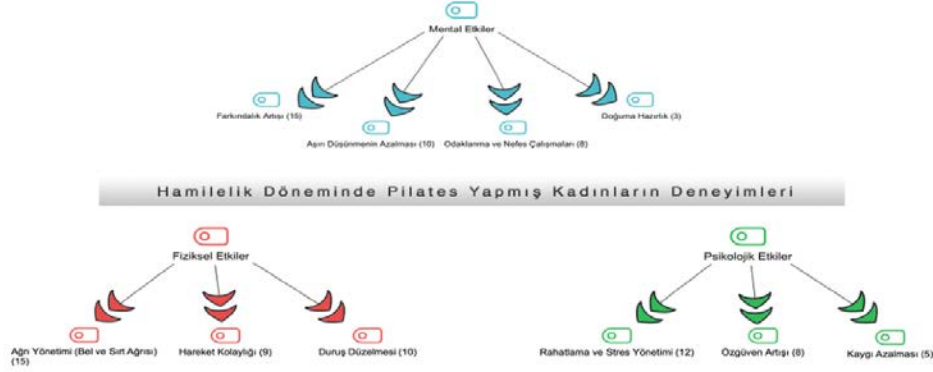 Mental Etkiler
Farkındalık Artışı (15)
Doğuma Hazırlık (3)
Aşırı Düşünmenin Azalması (10)
Odaklanma ve Nefes Çalışmaları (8)
Hamilelik Döneminde Pilates Yapmış Kadınların Deneyimleri
Fiziksel Etkiler
Psikolojik Etkiler
Ağrı Yönetimi (Bel ve Sırt Ağrısı)
(15)
Hareket Kolaylığı (9)
Duruş Düzelmesi (10)
Rahatlama ve Stres Yönetimi (12)
Özgüven Artışı (8)
Kaygı Azalması (5)